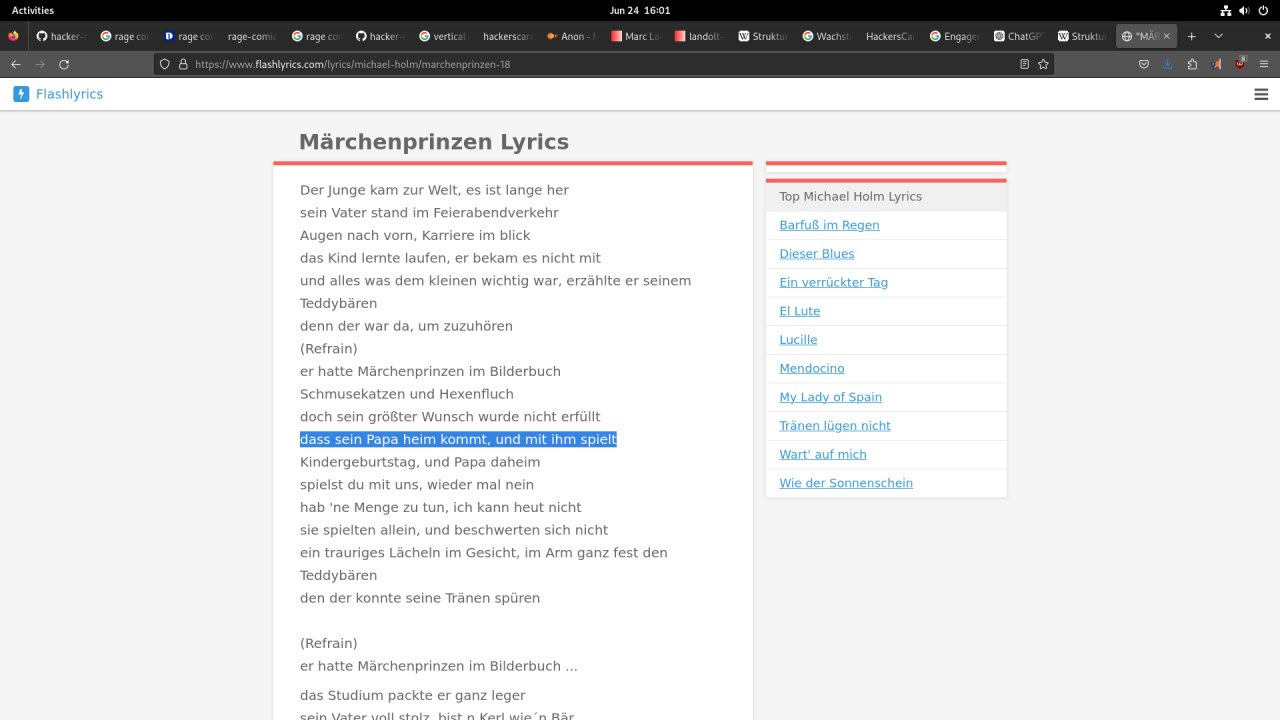 Activities
Jun 24 16:01
hacker-
rage co
rage co
rage-comic
rage co
hacker-
vertical
hackerscar
Anon -
Marc La
landolt-
Struktu
Wachst
HackersCar
Engage
ChatGP
Struktu
"MÄR
https://www.flashlyrics.com/lyrics/michael-holm/marchenprinzen-18
Flashlyrics
Märchenprinzen Lyrics
Der Junge kam zur Welt, es ist lange her
sein Vater stand im Feierabendverkehr
Augen nach vorn, Karriere im blick
das Kind lernte laufen, er bekam es nicht mit
und alles was dem kleinen wichtig war, erzählte er seinem
Teddybären
denn der war da, um zuzuhören
(Refrain)
er hatte Märchenprinzen im Bilderbuch
Schmusekatzen und Hexenfluch
doch sein größter Wunsch wurde nicht erfüllt
dass sein Papa heim kommt, und mit ihm spielt
Kindergeburtstag, und Papa daheim
spielst du mit uns, wieder mal nein
hab 'ne Menge zu tun, ich kann heut nicht
sie spielten allein, und beschwerten sich nicht
ein trauriges Lächeln im Gesicht, im Arm ganz fest den
Teddybären
den der konnte seine Tränen spüren
(Refrain)
er hatte Märchenprinzen im Bilderbuch ...
das Studium packte er ganz leger
sein Vater voll stolz, bist n Kerl wie´n Bär
Top Michael Holm Lyrics
Barfuß im Regen
Dieser Blues
Ein verrückter Tag
El Lute
Lucille
Mendocino
My Lady of Spain
Tränen lügen nicht
Wart' auf mich
Wie der Sonnenschein